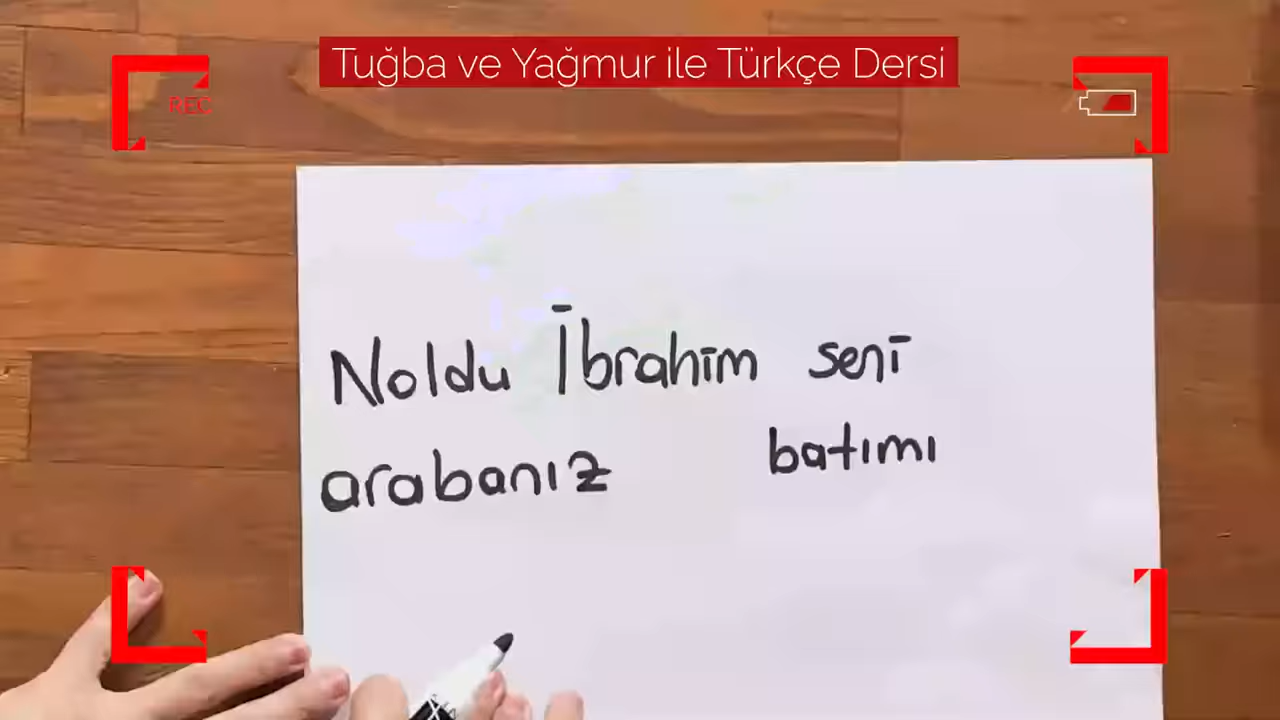 Tuğba ve Yağmur ile Türkçe Dersi
REC
Noldu İbrahim seni
arabanız batımı